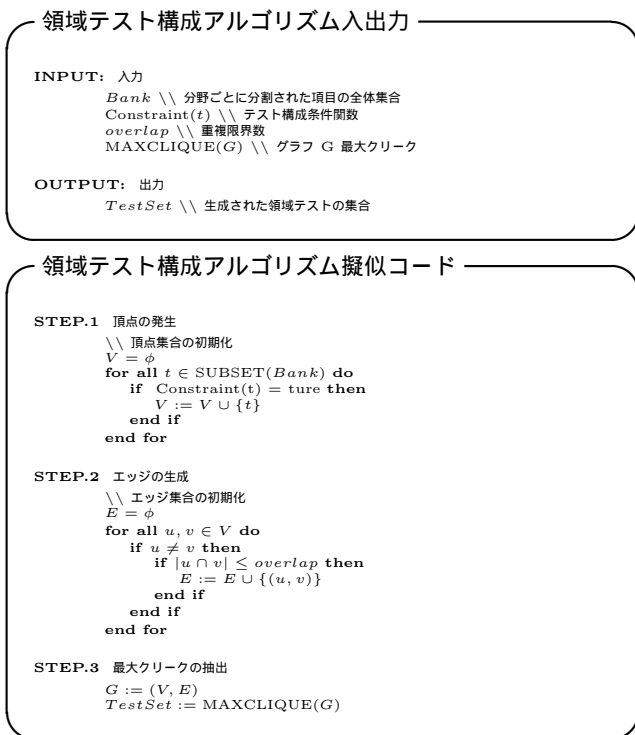 領域テスト構成アルゴリズム入出力
INPUT: 入力
Bank \\ 分野ごとに分割された項目の全体集合
Constraint(t) \\ テスト構成条件関数
overlap \\ 重複限界数
MAXCLIQUE(G) \\ グラフ G 最大クリーク
OUTPUT: 出力
TestSet \\ 生成された領域テストの集合
領域テスト構成アルゴリズム擬似コード
STEP.1 頂点の発生
\\ 頂点集合の初期化
V = ϕ
for all t ∈ SUBSET(Bank) do
if Constraint(t) = ture then
V := V ∪ {t}
end if
end for
STEP.2 エッジの生成
\\ エッジ集合の初期化
E = ϕ
for all u, v ∈ V do
if u ≠ v then
if |u ∩ v| ≤ overlap then
E := E ∪ {(u, v)}
end if
end if
end for
STEP.3 最大クリークの抽出
G := (V, E)
TestSet := MAXCLIQUE(G)